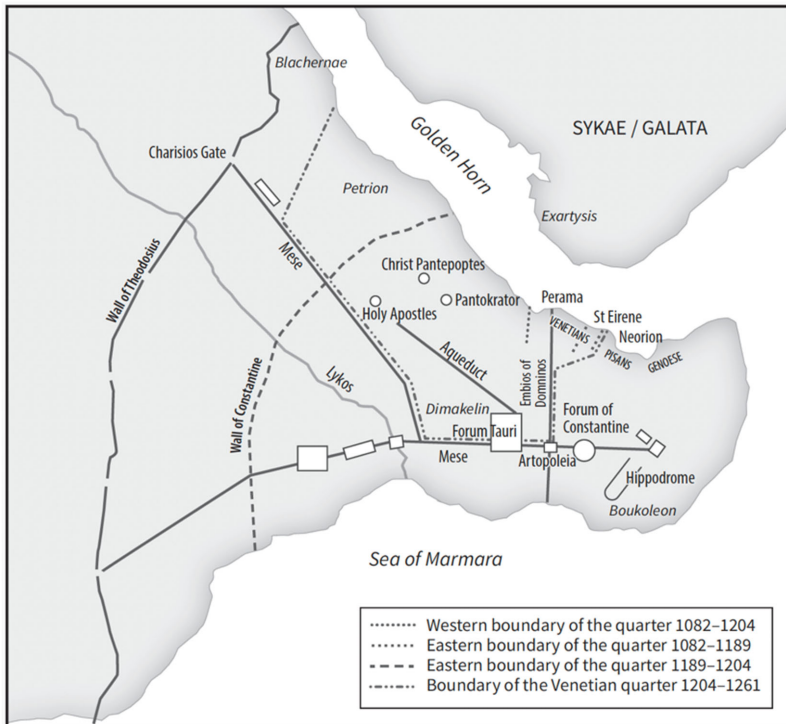 Blachernae
Golden Horn
SYKAE / GALATA
Charisios Gate
Petrion
Exartysis
Mese
Wall of Theodosius
Christ Pantepoptes
Pantokrator
Holy Apostles
Perama
St Eirene
VENETIANS
Neorion
PISANS
GENOESE
Aqueduct
Embios of
Domninos
Wall of Constantine
Lykos
Dimakelin
Forum Tauri
Forum of
Constantine
Mese
Artopoleia
Hippodrome
Boukoleon
Sea of Marmara
Western boundary of the quarter 1082–1204
Eastern boundary of the quarter 1082–1189
Eastern boundary of the quarter 1189–1204
Boundary of the Venetian quarter 1204–1261